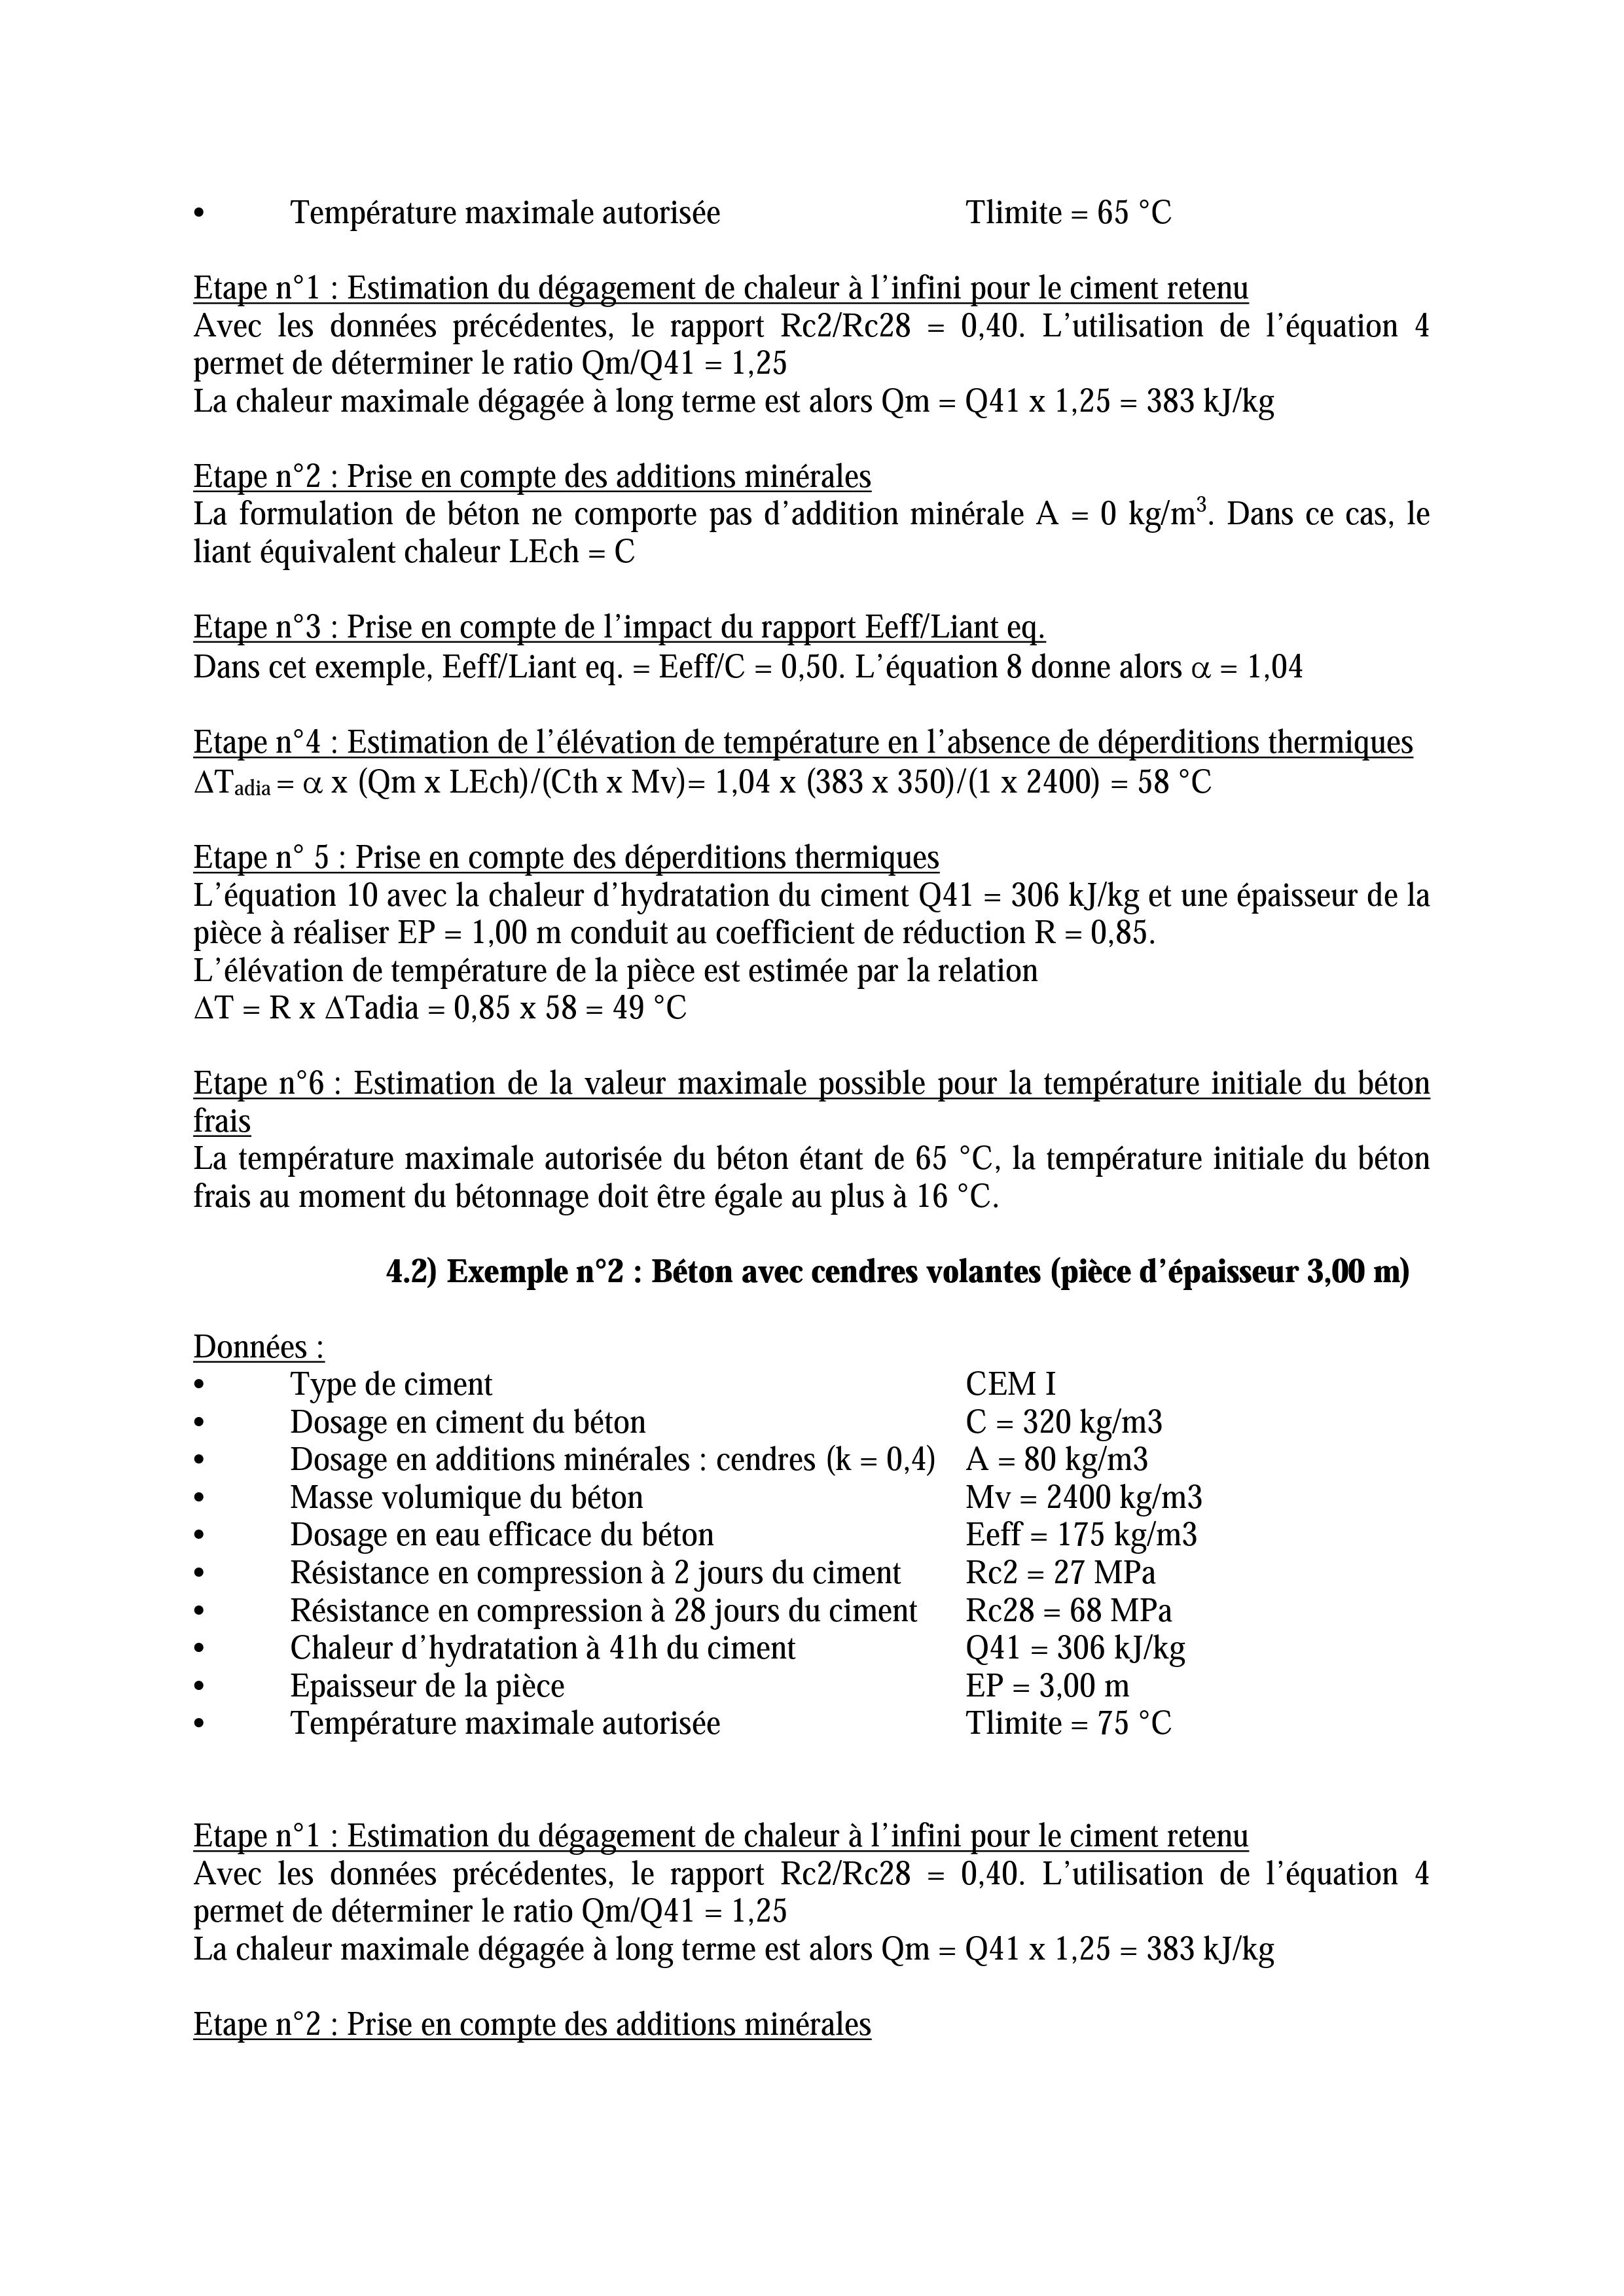 • Température maximale autorisée Tlimite = 65 °C
Etape n°1 : Estimation du dégagement de chaleur à l’infini pour le ciment retenu
Avec les données précédentes, le rapport Rc2/Rc28 = 0,40. L’utilisation de l’équation 4
permet de déterminer le ratio Qm/Q41 = 1,25
La chaleur maximale dégagée à long terme est alors Qm = Q41 x 1,25 = 383 kJ/kg
Etape n°2 : Prise en compte des additions minérales
La formulation de béton ne comporte pas d’addition minérale A = 0 kg/m³. Dans ce cas, le
liant équivalent chaleur LEch = C
Etape n°3 : Prise en compte de l’impact du rapport Eeff/Liant eq.
Dans cet exemple, Eeff/Liant eq. = Eeff/C = 0,50. L’équation 8 donne alors α = 1,04
Etape n°4 : Estimation de l’élévation de température en l’absence de déperditions thermiques
ΔTadia = α x (Qm x LEch)/(Cth x Mv)= 1,04 x (383 x 350)/(1 x 2400) = 58 °C
Etape n° 5 : Prise en compte des déperditions thermiques
L’équation 10 avec la chaleur d’hydratation du ciment Q41 = 306 kJ/kg et une épaisseur de la
pièce à réaliser EP = 1,00 m conduit au coefficient de réduction R = 0,85.
L’élévation de température de la pièce est estimée par la relation
ΔT = R x ΔTadia = 0,85 x 58 = 49 °C
Etape n°6 : Estimation de la valeur maximale possible pour la température initiale du béton
frais
La température maximale autorisée du béton étant de 65 °C, la température initiale du béton
frais au moment du bétonnage doit être égale au plus à 16 °C.
4.2) Exemple n°2 : Béton avec cendres volantes (pièce d’épaisseur 3,00 m)
Données :
• Type de ciment CEM I
• Dosage en ciment du béton C = 320 kg/m3
• Dosage en additions minérales : cendres (k = 0,4) A = 80 kg/m3
• Masse volumique du béton Mv = 2400 kg/m3
• Dosage en eau efficace du béton Eeff = 175 kg/m3
• Résistance en compression à 2 jours du ciment Rc2 = 27 MPa
• Résistance en compression à 28 jours du ciment Rc28 = 68 MPa
• Chaleur d’hydratation à 41h du ciment Q41 = 306 kJ/kg
• Epaisseur de la pièce EP = 3,00 m
• Température maximale autorisée Tlimite = 75 °C
Etape n°1 : Estimation du dégagement de chaleur à l’infini pour le ciment retenu
Avec les données précédentes, le rapport Rc2/Rc28 = 0,40. L’utilisation de l’équation 4
permet de déterminer le ratio Qm/Q41 = 1,25
La chaleur maximale dégagée à long terme est alors Qm = Q41 x 1,25 = 383 kJ/kg
Etape n°2 : Prise en compte des additions minérales